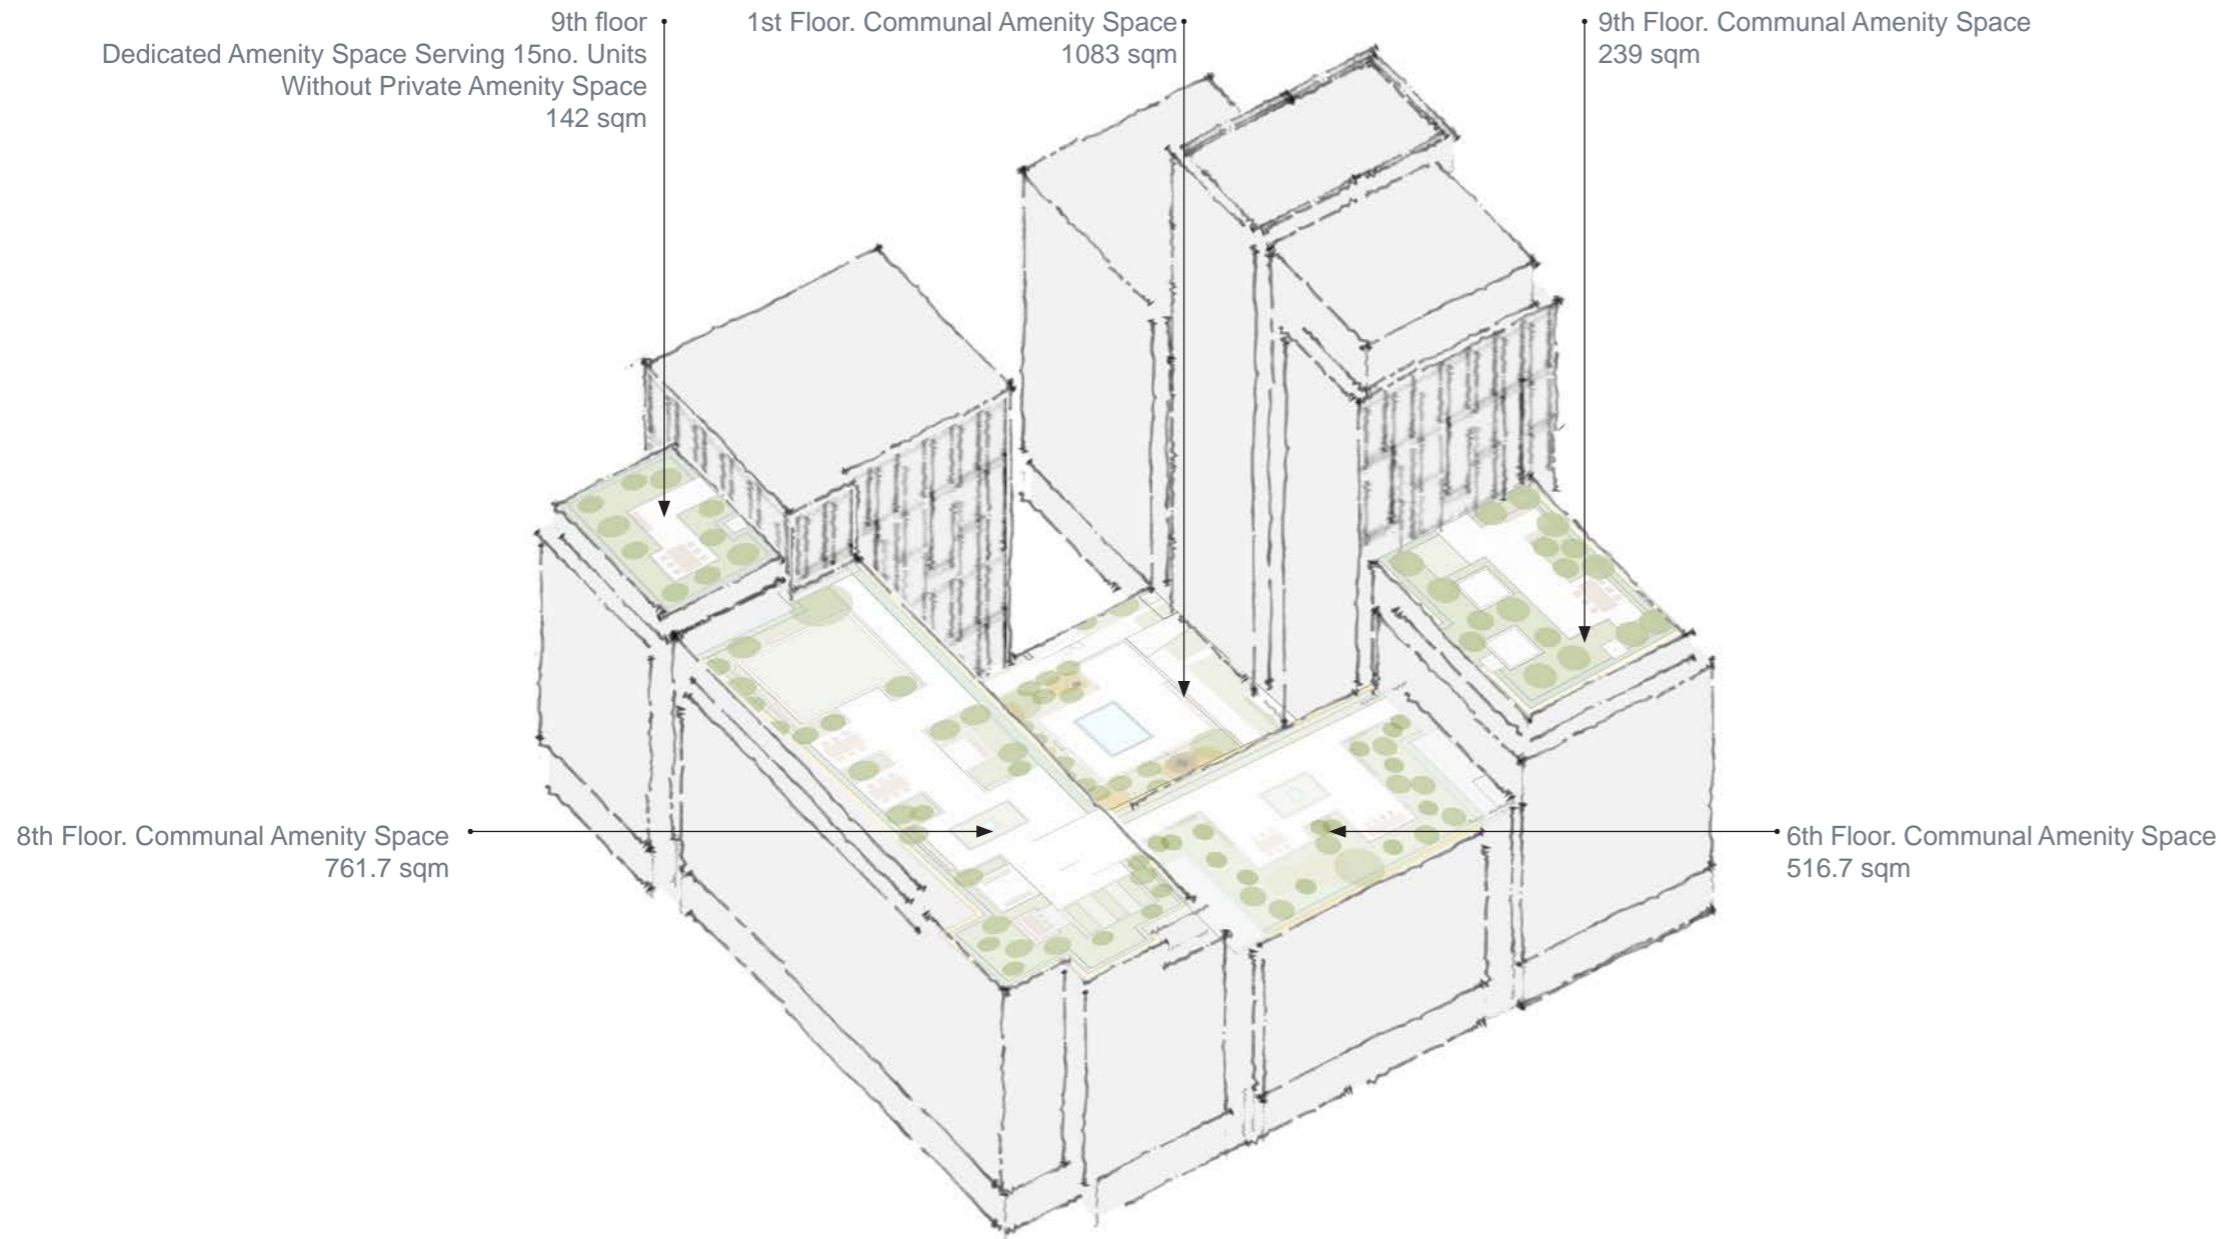 9th floor
Dedicated Amenity Space Serving 15no. Units
Without Private Amenity Space
142 sqm
1st Floor. Communal Amenity Space
1083 sqm
9th Floor. Communal Amenity Space
239 sqm
8th Floor. Communal Amenity Space
761.7 sqm
6th Floor. Communal Amenity Space
516.7 sqm